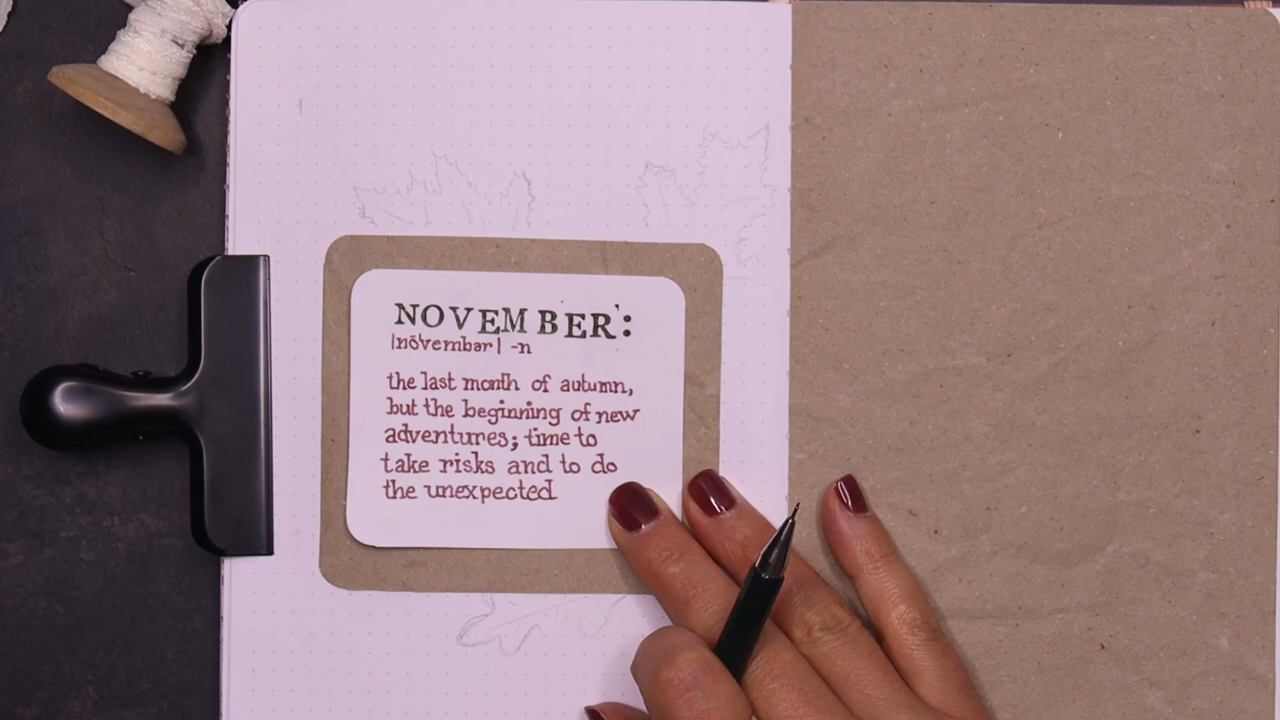 NOVEMBER:
|nōˈvembər| -n
the last month of autumn,
but the beginning of new
adventures; time to
take risks and to do
the unexpected